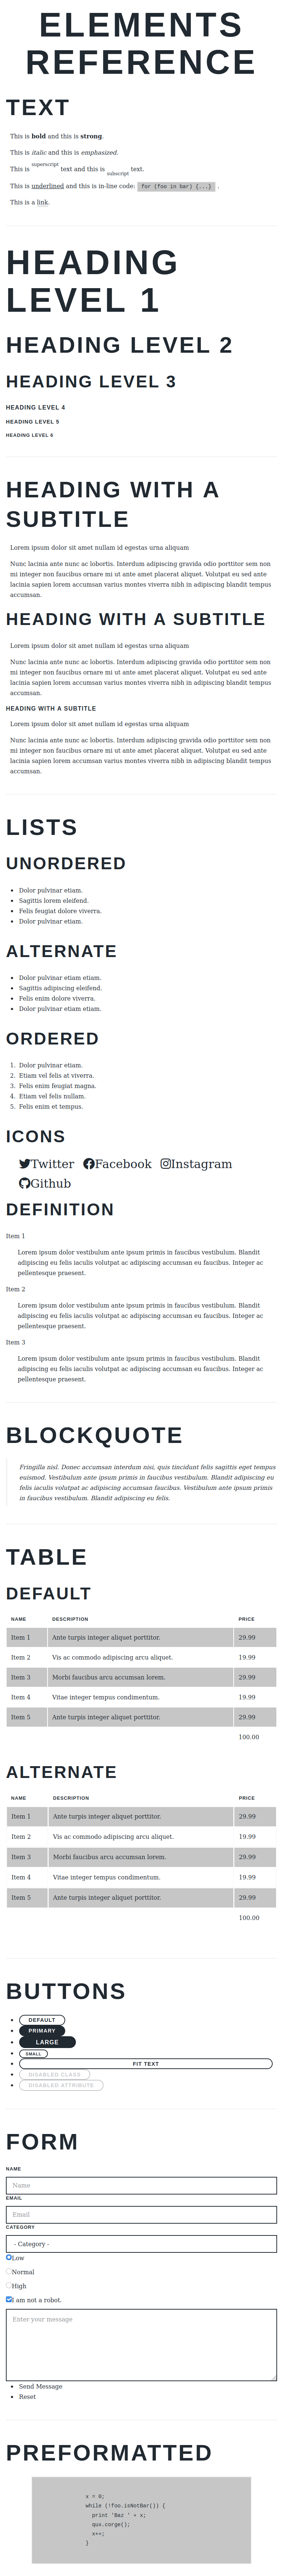 ELEMENTS
REFERENCE
TEXT
This is bold and this is strong.
This is italic and this is emphasized.
This is superscript text and this is subscript text.
This is underlined and this is in-line code: for (foo in bar) {...} .
This is a link.
HEADING
LEVEL 1
HEADING LEVEL 2
HEADING LEVEL 3
HEADING LEVEL 4
HEADING LEVEL 5
HEADING LEVEL 6
HEADING WITH A
SUBTITLE
Lorem ipsum dolor sit amet nullam id egestas urna aliquam
Nunc lacinia ante nunc ac lobortis. Interdum adipiscing gravida odio porttitor sem non
mi integer non faucibus ornare mi ut ante amet placerat aliquet. Volutpat eu sed ante
lacinia sapien lorem accumsan varius montes viverra nibh in adipiscing blandit tempus
accumsan.
HEADING WITH A SUBTITLE
Lorem ipsum dolor sit amet nullam id egestas urna aliquam
Nunc lacinia ante nunc ac lobortis. Interdum adipiscing gravida odio porttitor sem non
mi integer non faucibus ornare mi ut ante amet placerat aliquet. Volutpat eu sed ante
lacinia sapien lorem accumsan varius montes viverra nibh in adipiscing blandit tempus
accumsan.
HEADING WITH A SUBTITLE
Lorem ipsum dolor sit amet nullam id egestas urna aliquam
Nunc lacinia ante nunc ac lobortis. Interdum adipiscing gravida odio porttitor sem non
mi integer non faucibus ornare mi ut ante amet placerat aliquet. Volutpat eu sed ante
lacinia sapien lorem accumsan varius montes viverra nibh in adipiscing blandit tempus
accumsan.
LISTS
UNORDERED
• Dolor pulvinar etiam.
• Sagittis lorem eleifend.
• Felis feugiat dolore viverra.
• Dolor pulvinar etiam.
ALTERNATE
• Dolor pulvinar etiam etiam.
• Sagittis adipiscing eleifend.
• Felis enim dolore viverra.
• Dolor pulvinar etiam etiam.
ORDERED
1. Dolor pulvinar etiam.
2. Etiam vel felis at viverra.
3. Felis enim feugiat magna.
4. Etiam vel felis nullam.
5. Felis enim et tempus.
ICONS
Twitter Facebook Instagram
Github
DEFINITION
Item 1
Lorem ipsum dolor vestibulum ante ipsum primis in faucibus vestibulum. Blandit
adipiscing eu felis iaculis volutpat ac adipiscing accumsan eu faucibus. Integer ac
pellentesque praesent.
Item 2
Lorem ipsum dolor vestibulum ante ipsum primis in faucibus vestibulum. Blandit
adipiscing eu felis iaculis volutpat ac adipiscing accumsan eu faucibus. Integer ac
pellentesque praesent.
Item 3
Lorem ipsum dolor vestibulum ante ipsum primis in faucibus vestibulum. Blandit
adipiscing eu felis iaculis volutpat ac adipiscing accumsan eu faucibus. Integer ac
pellentesque praesent.
BLOCKQUOTE
Fringilla nisl. Donec accumsan interdum nisi, quis tincidunt felis sagittis eget tempus
euismod. Vestibulum ante ipsum primis in faucibus vestibulum. Blandit adipiscing eu
felis iaculis volutpat ac adipiscing accumsan faucibus. Vestibulum ante ipsum primis
in faucibus vestibulum. Blandit adipiscing eu felis.
TABLE
DEFAULT
NAME DESCRIPTION PRICE
Item 1 Ante turpis integer aliquet porttitor. 29.99
Item 2 Vis ac commodo adipiscing arcu aliquet. 19.99
Item 3 Morbi faucibus arcu accumsan lorem. 29.99
Item 4 Vitae integer tempus condimentum. 19.99
Item 5 Ante turpis integer aliquet porttitor. 29.99
100.00
ALTERNATE
NAME DESCRIPTION PRICE
Item 1 Ante turpis integer aliquet porttitor. 29.99
Item 2 Vis ac commodo adipiscing arcu aliquet. 19.99
Item 3 Morbi faucibus arcu accumsan lorem. 29.99
Item 4 Vitae integer tempus condimentum. 19.99
Item 5 Ante turpis integer aliquet porttitor. 29.99
100.00
BUTTONS
• DEFAULT
• PRIMARY
• LARGE
• SMALL
• FIT TEXT
• DISABLED CLASS
• DISABLED ATTRIBUTE
FORM
NAME
Name
EMAIL
Email
CATEGORY
- Category -
Low
Normal
High
I am not a robot.
Enter your message
• Send Message
• Reset
PREFORMATTED
x = 0;
while (!foo.isNotBar()) {
print 'Baz ' + x;
qux.corge();
x++;
}